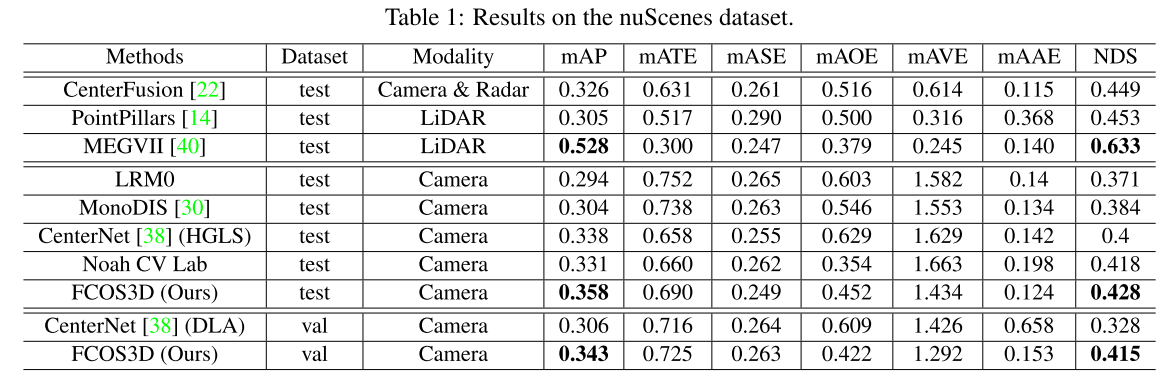 Table 1: Results on the nuScenes dataset.
Methods Dataset Modality mAP mATE mASE mAOE mAVE mAAE NDS
CenterFusion [22] test Camera & Radar 0.326 0.631 0.261 0.516 0.614 0.115 0.449
PointPillars [14] test LiDAR 0.305 0.517 0.290 0.500 0.316 0.368 0.453
MEGVII [40] test LiDAR 0.528 0.300 0.247 0.379 0.245 0.140 0.633
LRM0 test Camera 0.294 0.752 0.265 0.603 1.582 0.14 0.371
MonoDIS [30] test Camera 0.304 0.738 0.263 0.546 1.553 0.134 0.384
CenterNet [38] (HGLS) test Camera 0.338 0.658 0.255 0.629 1.629 0.142 0.4
Noah CV Lab test Camera 0.331 0.660 0.262 0.354 1.663 0.198 0.418
FCOS3D (Ours) test Camera 0.358 0.690 0.249 0.452 1.434 0.124 0.428
CenterNet [38] (DLA) val Camera 0.306 0.716 0.264 0.609 1.426 0.658 0.328
FCOS3D (Ours) val Camera 0.343 0.725 0.263 0.422 1.292 0.153 0.415